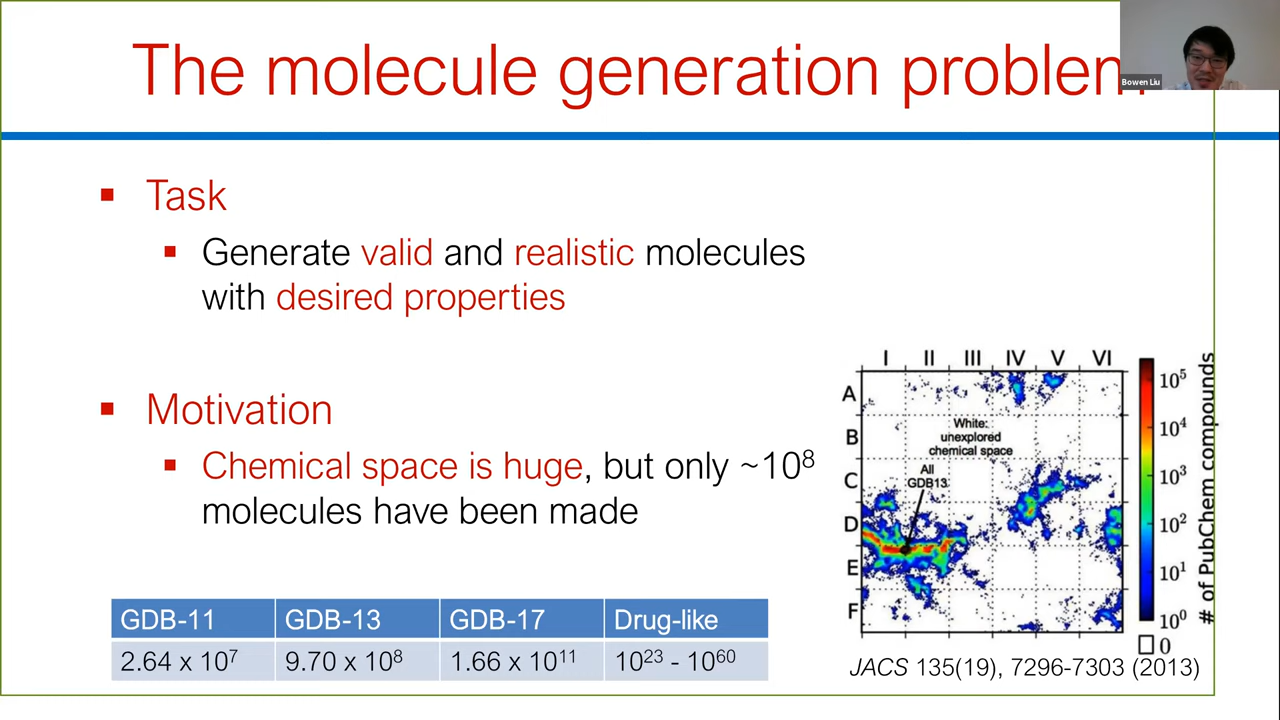 The molecule generation problem
Bowen Liu
Task
Generate valid and realistic molecules
with desired properties
Motivation
Chemical space is huge, but only ~10⁸
molecules have been made
GDB-11 GDB-13 GDB-17 Drug-like
2.64 x 10⁷ 9.70 x 10⁸ 1.66 x 10¹¹ 10²³ - 10⁶⁰
I II III IV V VI
A
B
C
D
E
F
White:
unexplored
chemical space
All
GDB13
10⁵
10⁴
10³
10²
10¹
10⁰
0
# of PubChem compounds
JACS 135(19), 7296-7303 (2013)